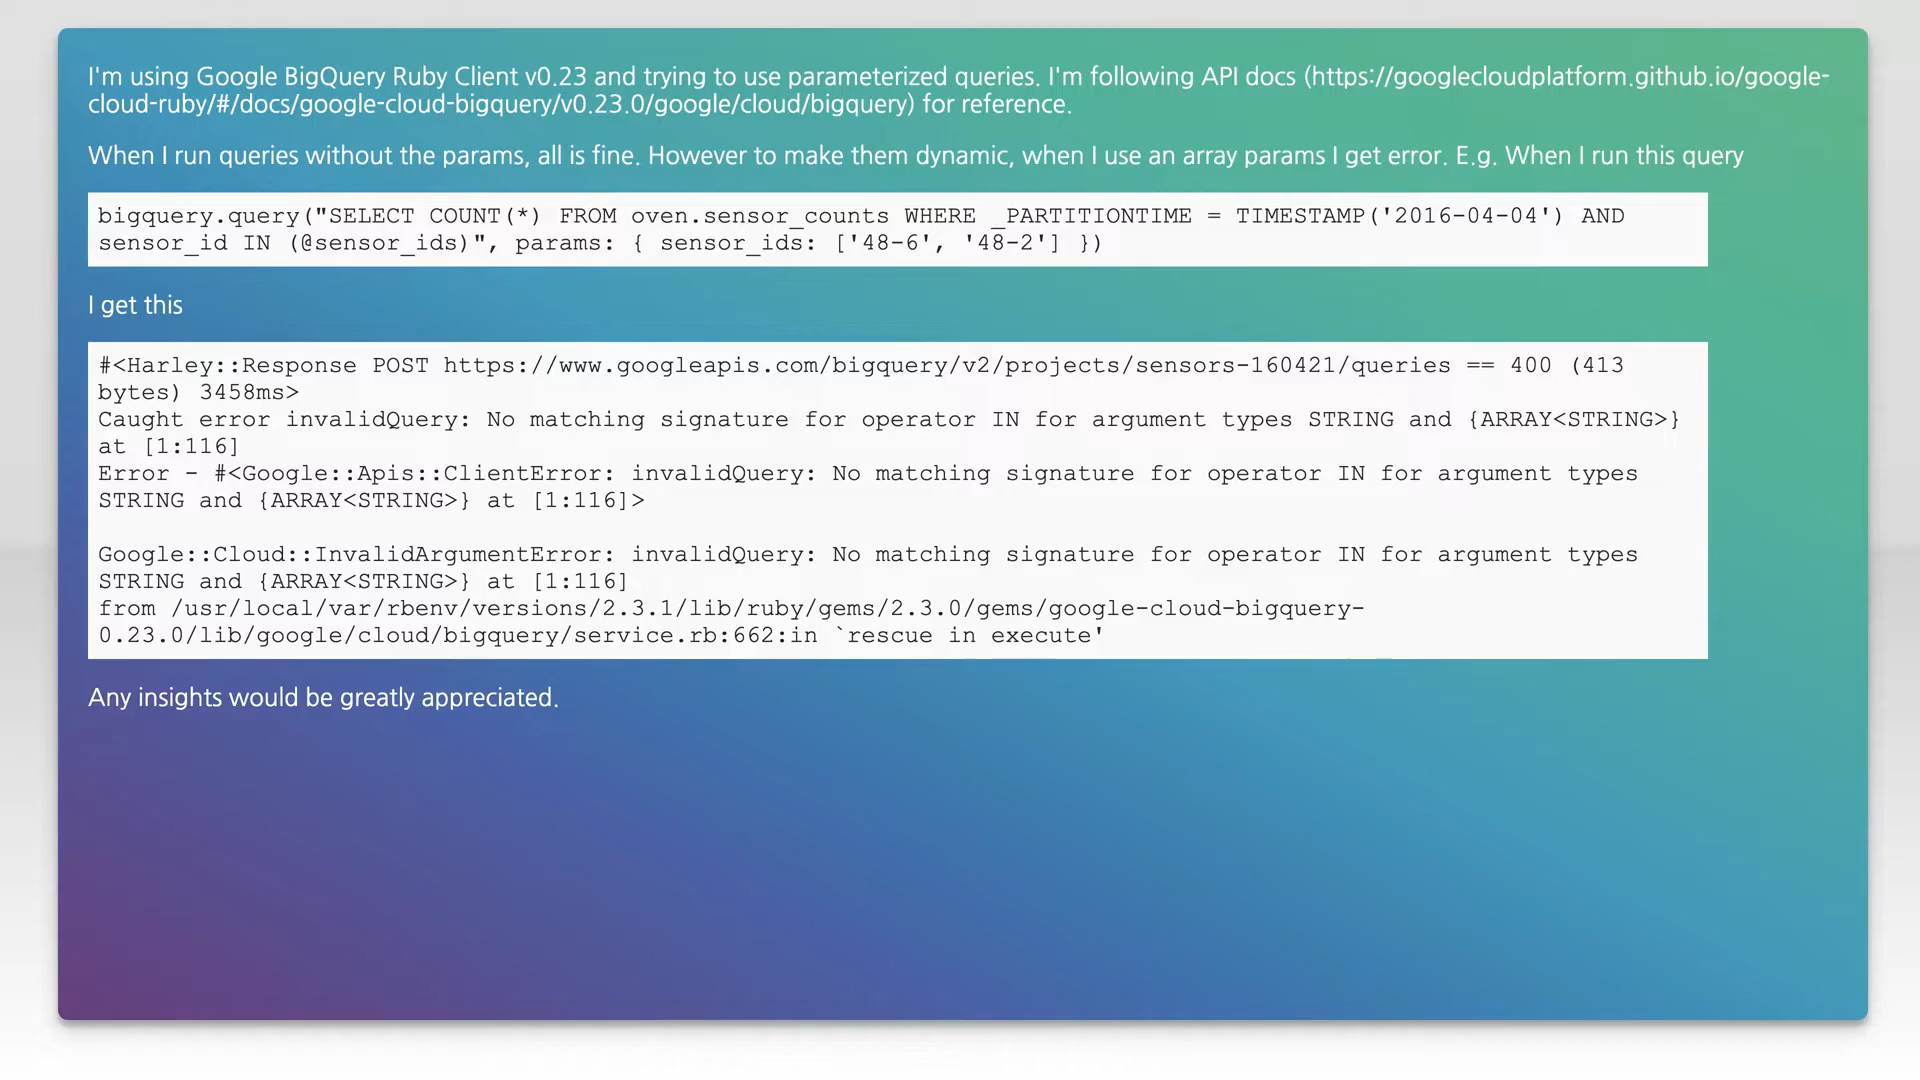 I'm using Google BigQuery Ruby Client v0.23 and trying to use parameterized queries. I'm following API docs (https://googlecloudplatform.github.io/google-
cloud-ruby/#/docs/google-cloud-bigquery/v0.23.0/google/cloud/bigquery) for reference.
When I run queries without the params, all is fine. However to make them dynamic, when I use an array params I get error. E.g. When I run this query
bigquery.query("SELECT COUNT(*) FROM oven.sensor_counts WHERE _PARTITIONTIME = TIMESTAMP('2016-04-04') AND
sensor_id IN (@sensor_ids)", params: { sensor_ids: ['48-6', '48-2'] })
I get this
#<Harley::Response POST https://www.googleapis.com/bigquery/v2/projects/sensors-160421/queries == 400 (413
bytes) 3458ms>
Caught error invalidQuery: No matching signature for operator IN for argument types STRING and {ARRAY<STRING>}
at [1:116]
Error - #<Google::Apis::ClientError: invalidQuery: No matching signature for operator IN for argument types
STRING and {ARRAY<STRING>} at [1:116]>
Google::Cloud::InvalidArgumentError: invalidQuery: No matching signature for operator IN for argument types
STRING and {ARRAY<STRING>} at [1:116]
from /usr/local/var/rbenv/versions/2.3.1/lib/ruby/gems/2.3.0/gems/google-cloud-bigquery-
0.23.0/lib/google/cloud/bigquery/service.rb:662:in `rescue in execute'
Any insights would be greatly appreciated.